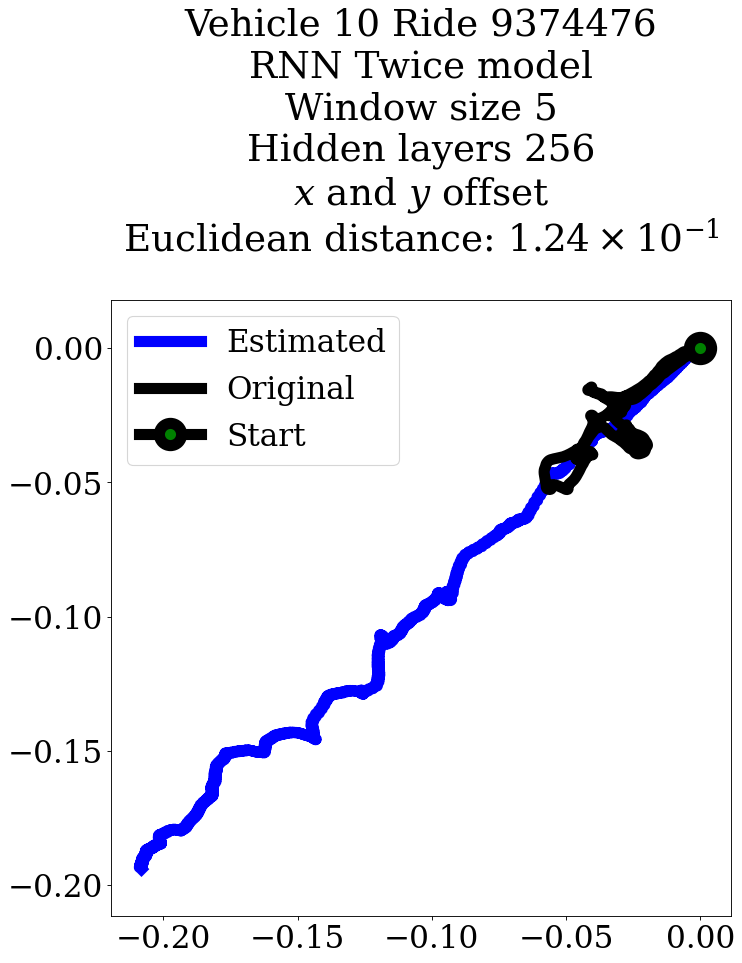 Vehicle 10 Ride 9374476
RNN Twice model
Window size 5
Hidden layers 256
x and y offset
Euclidean distance: 1.24 × 10⁻¹
Estimated
Original
Start
0.00
−0.05
−0.10
−0.15
−0.20
−0.20 −0.15 −0.10 −0.05 0.00